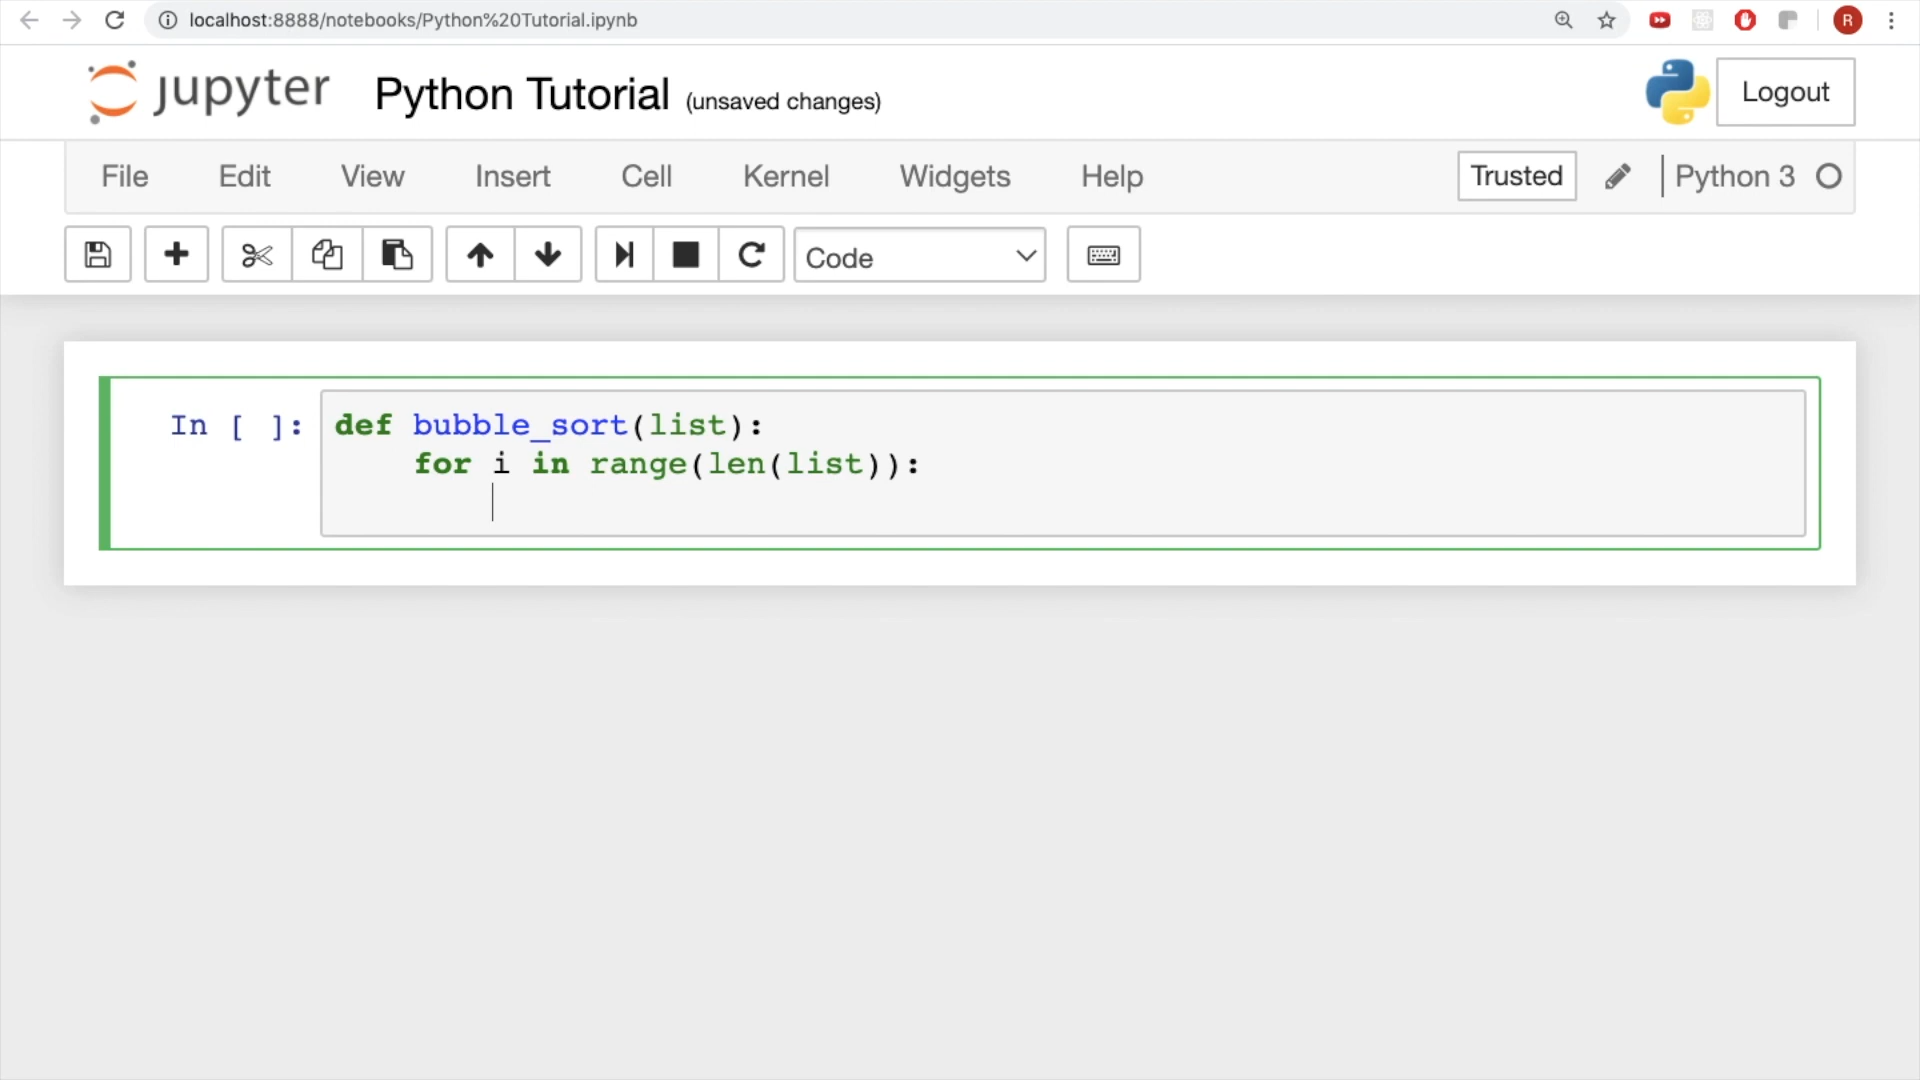 localhost:8888/notebooks/Python%20Tutorial.ipynb
R
jupyter Python Tutorial (unsaved changes)
Logout
File Edit View Insert Cell Kernel Widgets Help
Trusted
Python 3
Code
In [ ]: def bubble_sort(list):
    for i in range(len(list)):